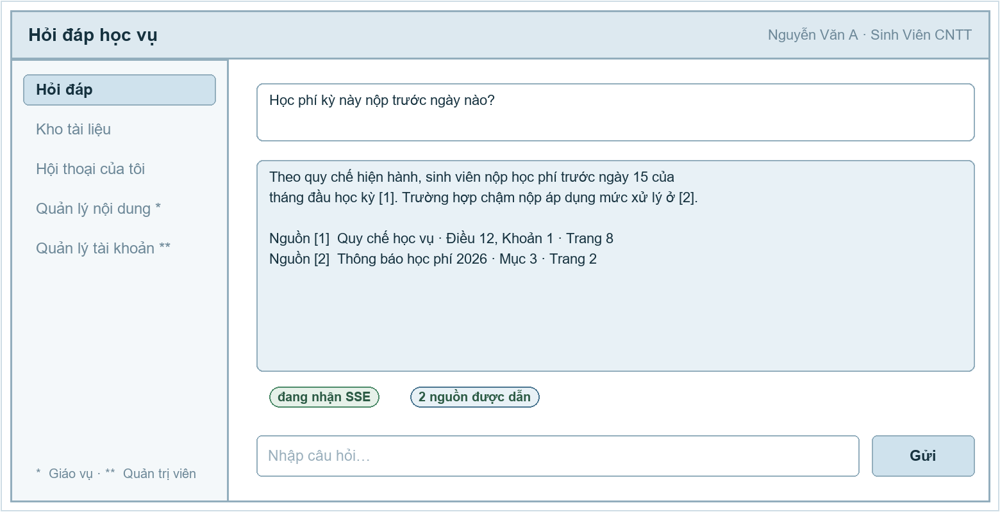 Hỏi đáp học vụ
Nguyễn Văn A · Sinh Viên CNTT
Hỏi đáp
Kho tài liệu
Hội thoại của tôi
Quản lý nội dung *
Quản lý tài khoản **
* Giáo vụ · ** Quản trị viên
Học phí kỳ này nộp trước ngày nào?
Theo quy chế hiện hành, sinh viên nộp học phí trước ngày 15 của
tháng đầu học kỳ [1]. Trường hợp chậm nộp áp dụng mức xử lý ở [2].
Nguồn [1] Quy chế học vụ · Điều 12, Khoản 1 · Trang 8
Nguồn [2] Thông báo học phí 2026 · Mục 3 · Trang 2
đang nhận SSE
2 nguồn được dẫn
Nhập câu hỏi...
Gửi